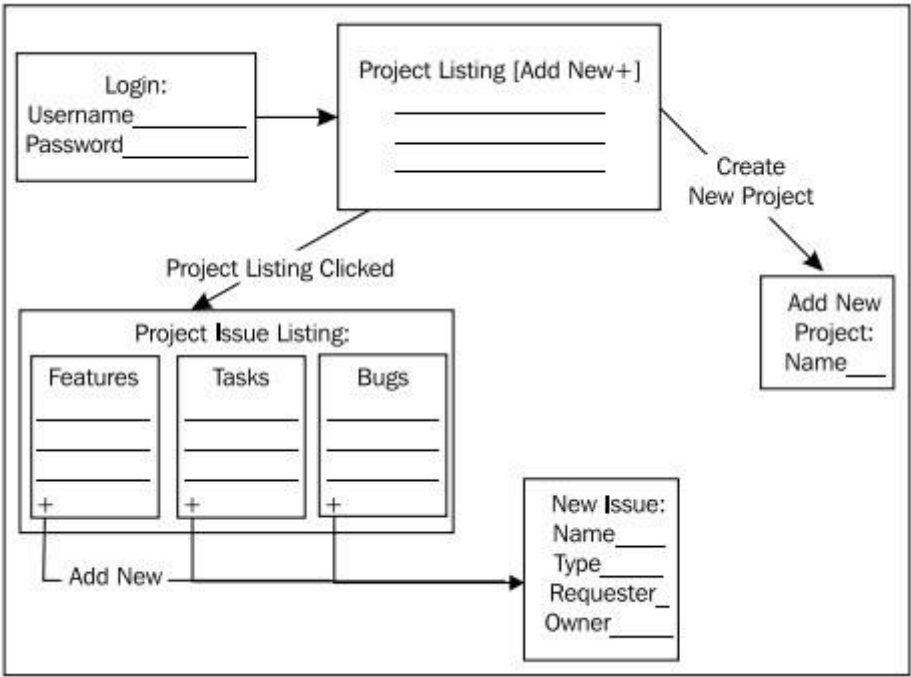 Login:
Username
Password
Project Listing [Add New+]
Create
New Project
Project Listing Clicked
Add New
Project:
Name
Project Issue Listing:
Features
Tasks
Bugs
+
+
+
Add New
New Issue:
Name
Type
Requester
Owner